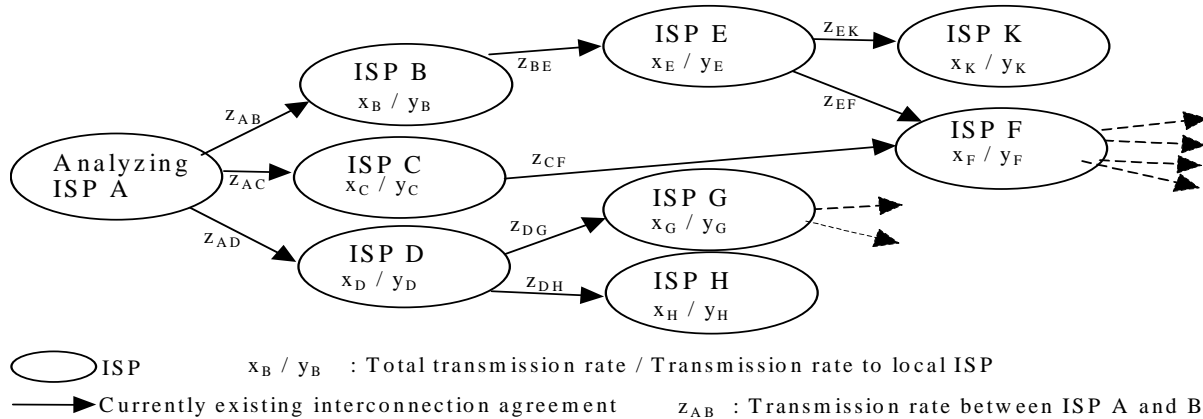 ISP E
x_E / y_E
z_EK
ISP K
x_K / y_K
ISP B
x_B / y_B
z_BE
z_EF
z_AB
ISP F
x_F / y_F
Analyzing
ISP A
z_AC
ISP C
x_C / y_C
z_CF
z_AD
ISP G
x_G / y_G
z_DG
ISP D
x_D / y_D
z_DH
ISP H
x_H / y_H
ISP x_B / y_B : Total transmission rate / Transmission rate to local ISP
Currently existing interconnection agreement z_AB : Transmission rate between ISP A and B